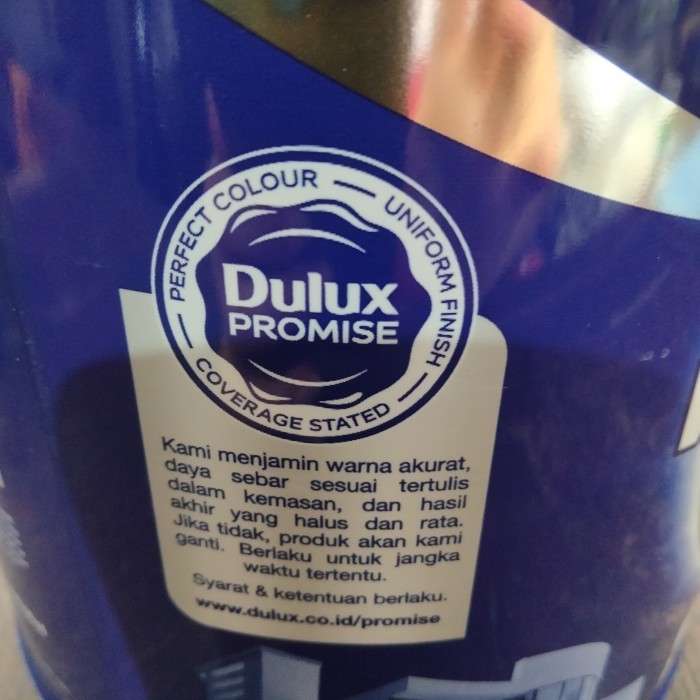 PERFECT COLOUR — UNIFORM FINISH — COVERAGE STATED —
Dulux
PROMISE
Kami menjamin warna akurat,
daya sebar sesuai tertulis
dalam kemasan, dan hasil
akhir yang halus dan rata.
Jika tidak, produk akan kami
ganti. Berlaku untuk jangka
waktu tertentu.
Syarat & ketentuan berlaku.
www.dulux.co.id/promise